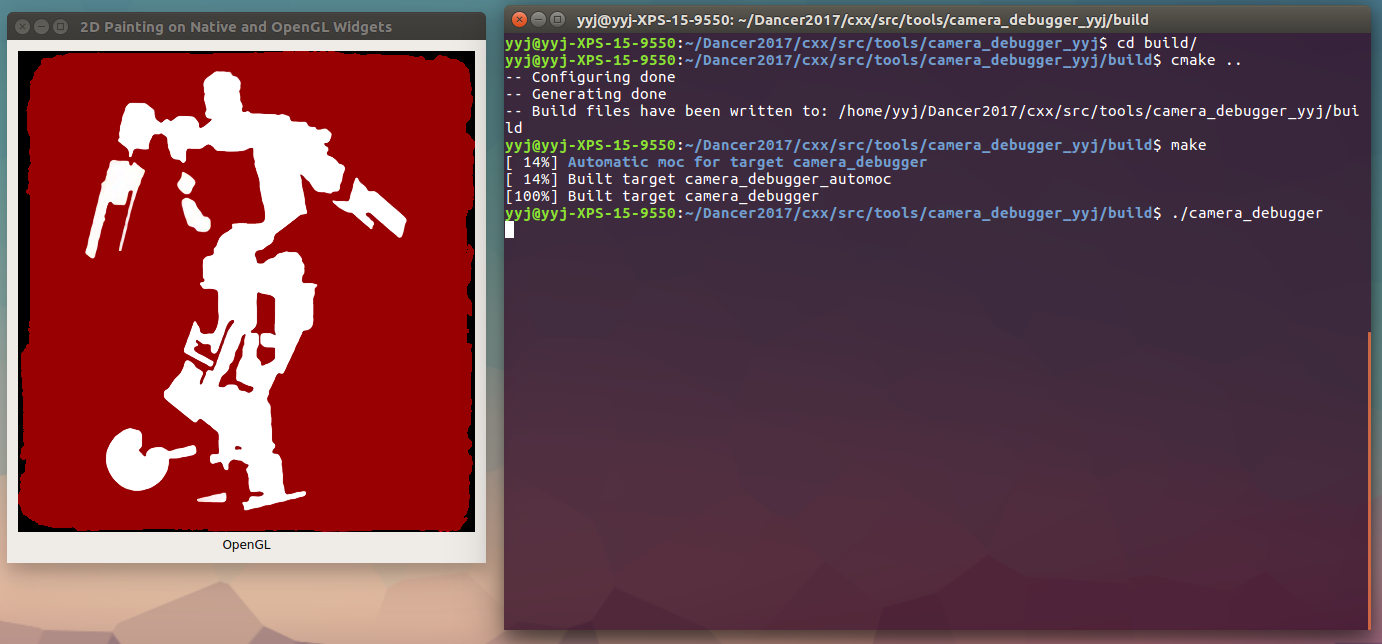 2D Painting on Native and OpenGL Widgets
OpenGL
yyj@yyj-XPS-15-9550: ~/Dancer2017/cxx/src/tools/camera_debugger_yyj/build
yyj@yyj-XPS-15-9550:~/Dancer2017/cxx/src/tools/camera_debugger_yyj$ cd build/
yyj@yyj-XPS-15-9550:~/Dancer2017/cxx/src/tools/camera_debugger_yyj/build$ cmake ..
-- Configuring done
-- Generating done
-- Build files have been written to: /home/yyj/Dancer2017/cxx/src/tools/camera_debugger_yyj/bui
ld
yyj@yyj-XPS-15-9550:~/Dancer2017/cxx/src/tools/camera_debugger_yyj/build$ make
[ 14%] Automatic moc for target camera_debugger
[ 14%] Built target camera_debugger_automoc
[100%] Built target camera_debugger
yyj@yyj-XPS-15-9550:~/Dancer2017/cxx/src/tools/camera_debugger_yyj/build$ ./camera_debugger